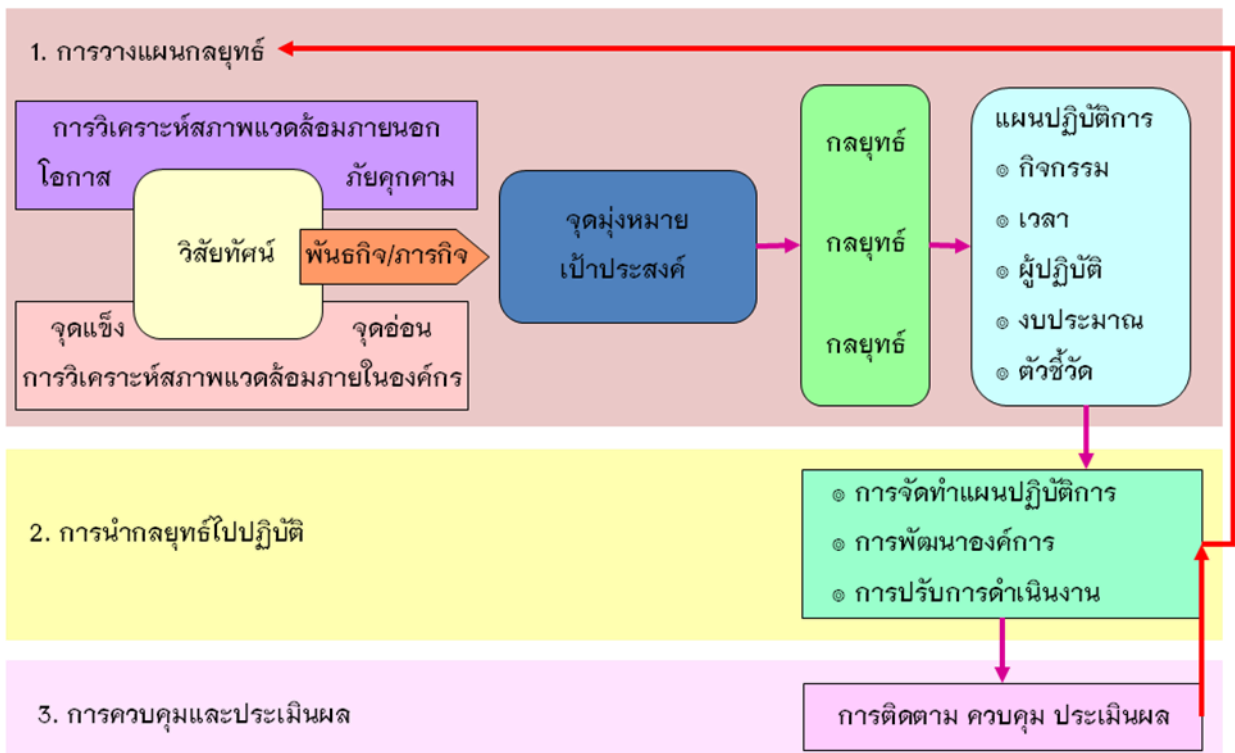 1. การวางแผนกลยุทธ์
การวิเคราะห์สภาพแวดล้อมภายนอก
โอกาส ภัยคุกคาม
วิสัยทัศน์
พันธกิจ/ภารกิจ
จุดแข็ง จุดอ่อน
การวิเคราะห์สภาพแวดล้อมภายในองค์กร
จุดมุ่งหมาย
เป้าประสงค์
กลยุทธ์
กลยุทธ์
กลยุทธ์
แผนปฏิบัติการ
๏ กิจกรรม
๏ เวลา
๏ ผู้ปฏิบัติ
๏ งบประมาณ
๏ ตัวชี้วัด
2. การนำกลยุทธ์ไปปฏิบัติ
๏ การจัดทำแผนปฏิบัติการ
๏ การพัฒนาองค์การ
๏ การปรับการดำเนินงาน
3. การควบคุมและประเมินผล
การติดตาม ควบคุม ประเมินผล